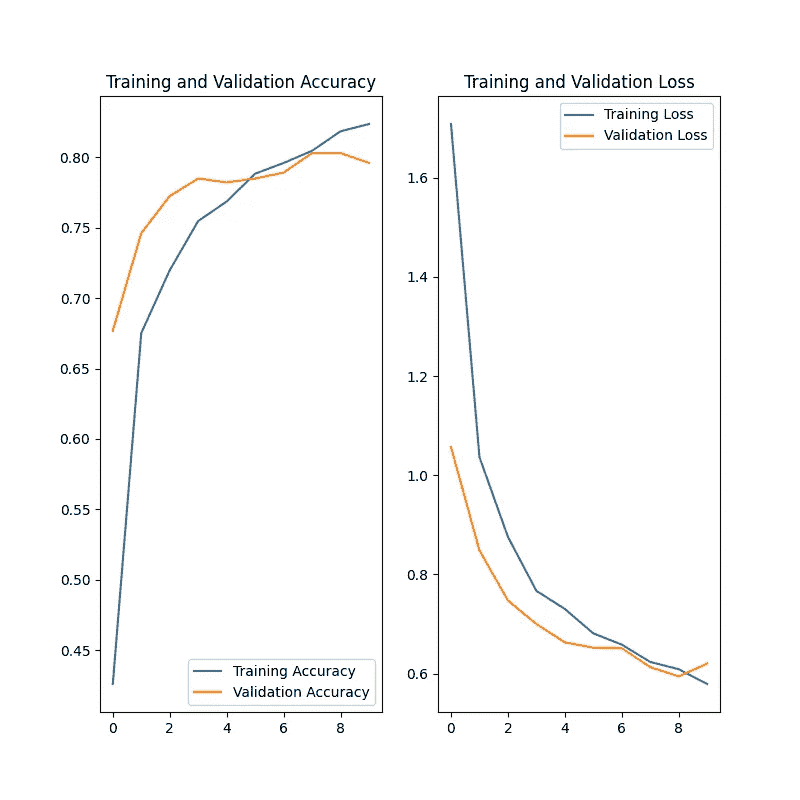 Training and Validation Accuracy
0.80
0.75
0.70
0.65
0.60
0.55
0.50
0.45
Training Accuracy
Validation Accuracy
0 2 4 6 8
Training and Validation Loss
Training Loss
Validation Loss
1.6
1.4
1.2
1.0
0.8
0.6
0 2 4 6 8